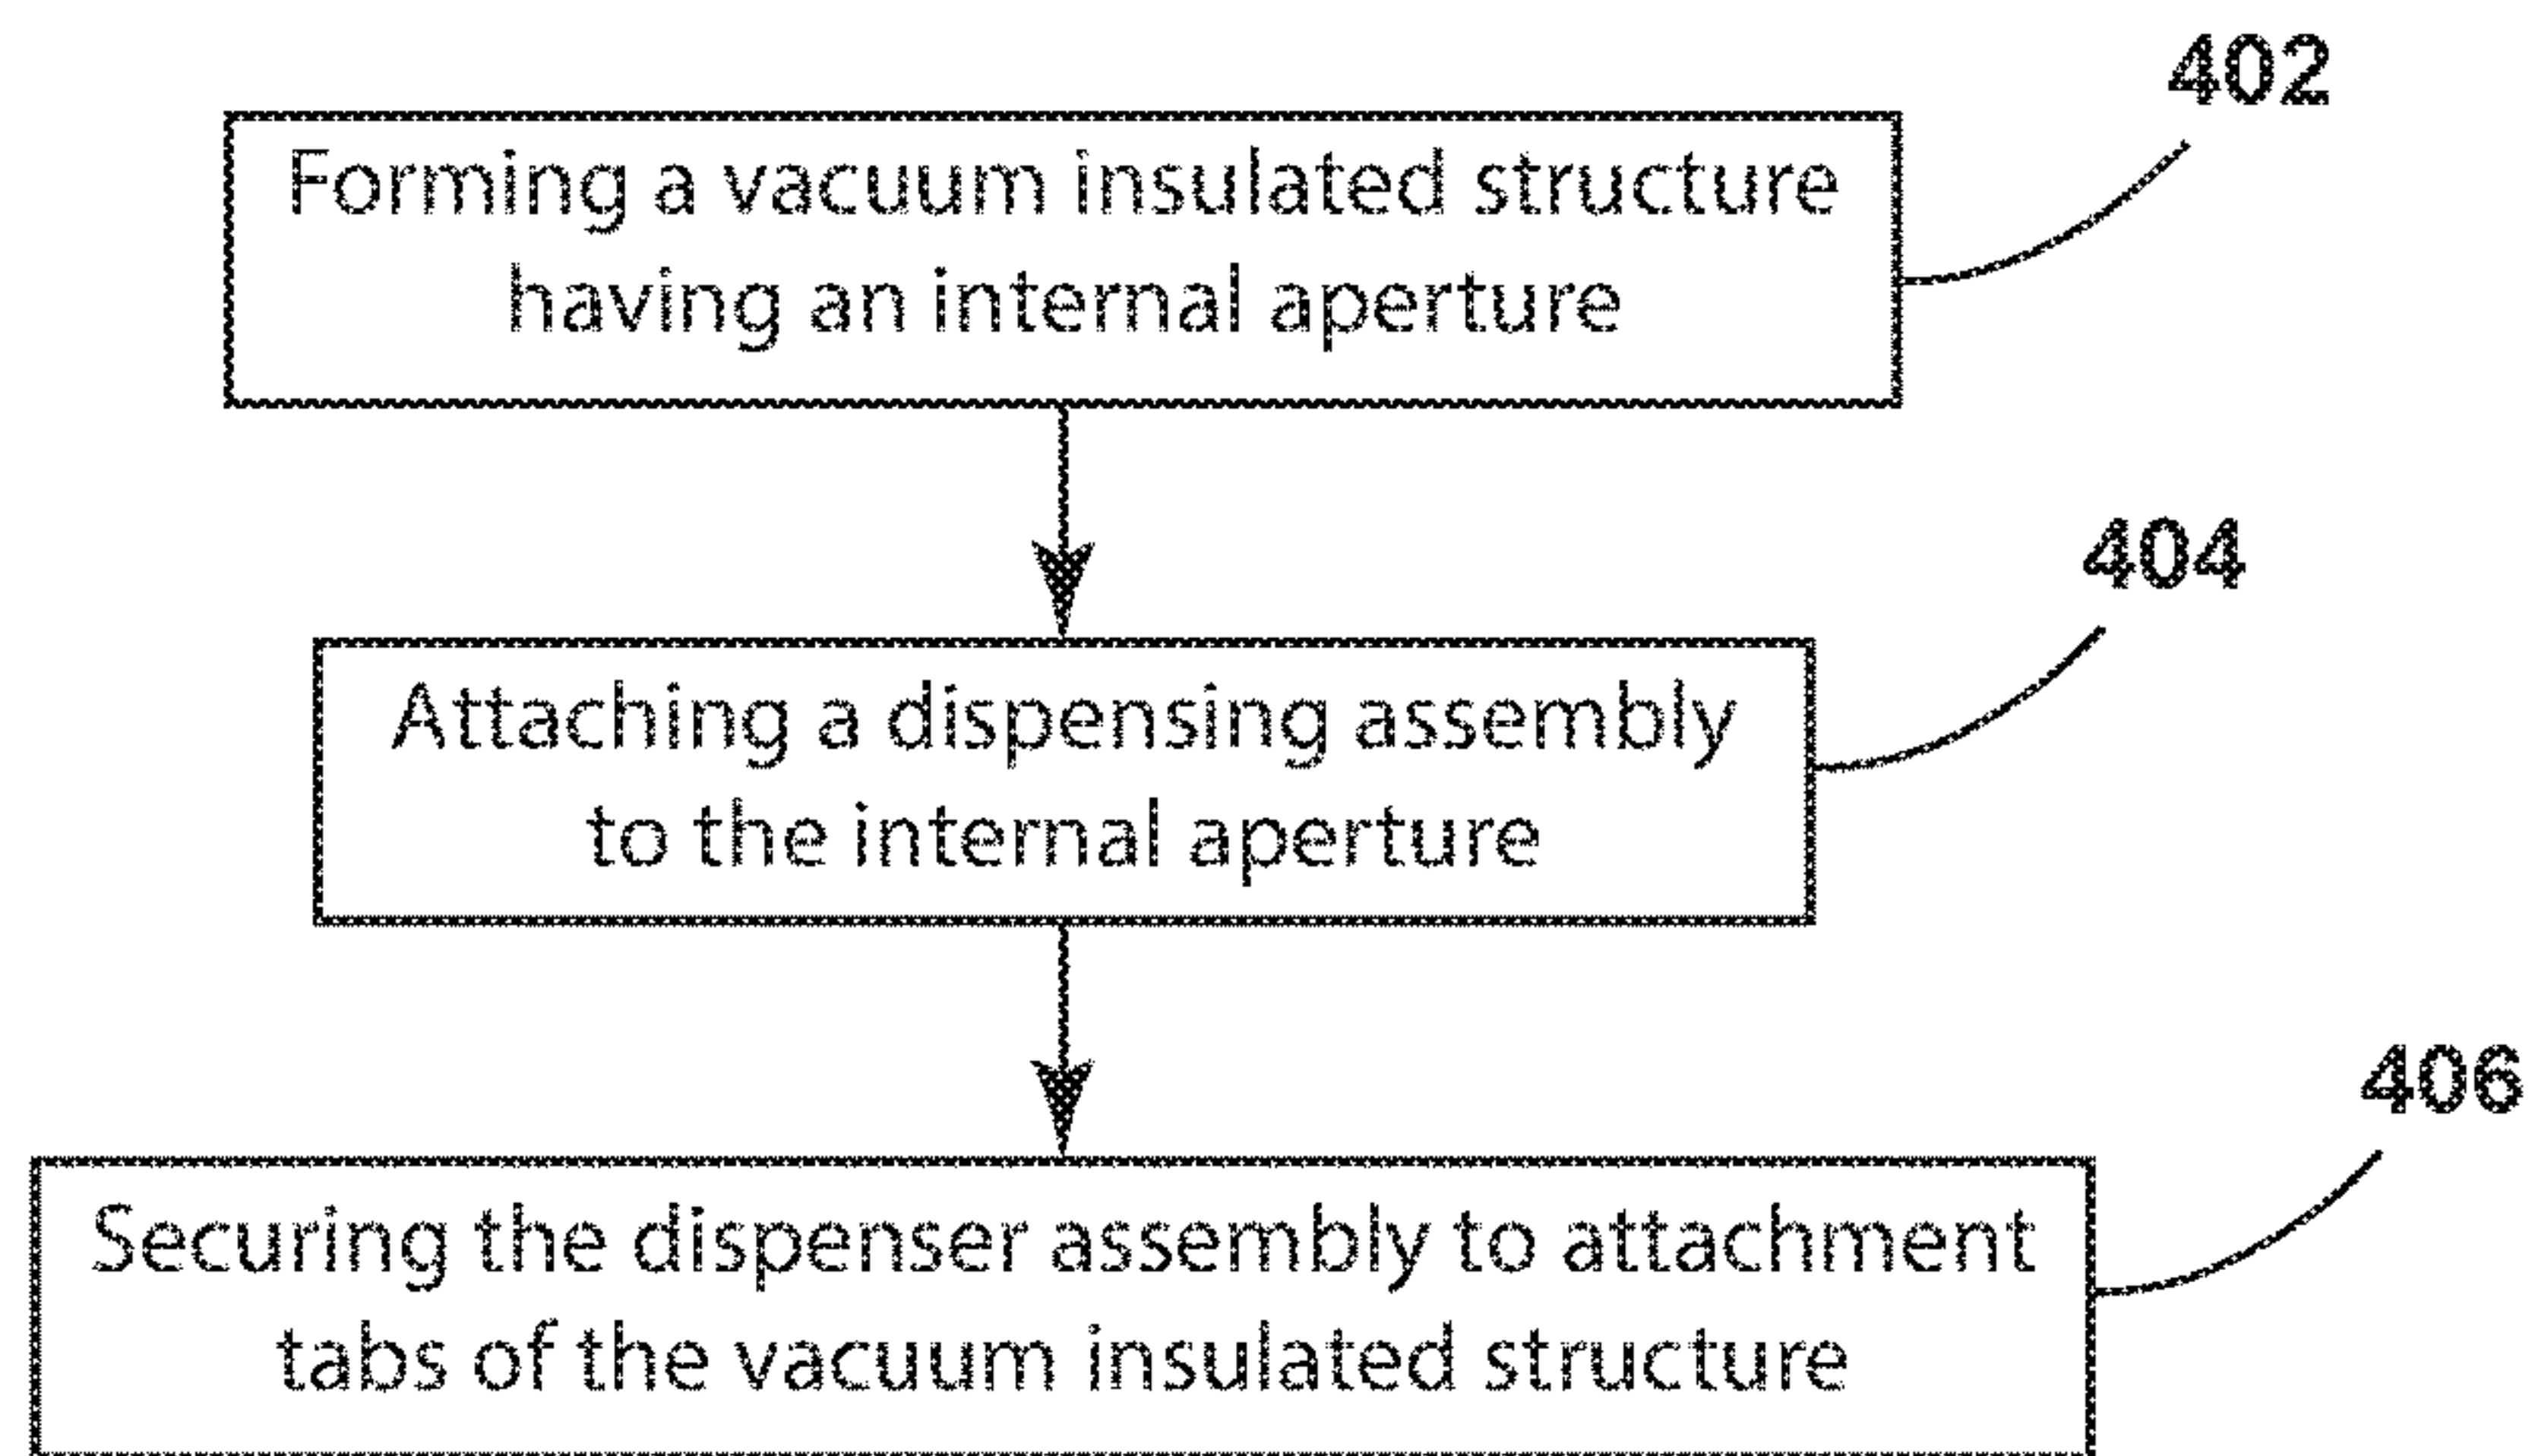 402
Forming a vacuum insulated structure
having an internal aperture
404
Attaching a dispensing assembly
to the internal aperture
406
Securing the dispenser assembly to attachment
tabs of the vacuum insulated structure